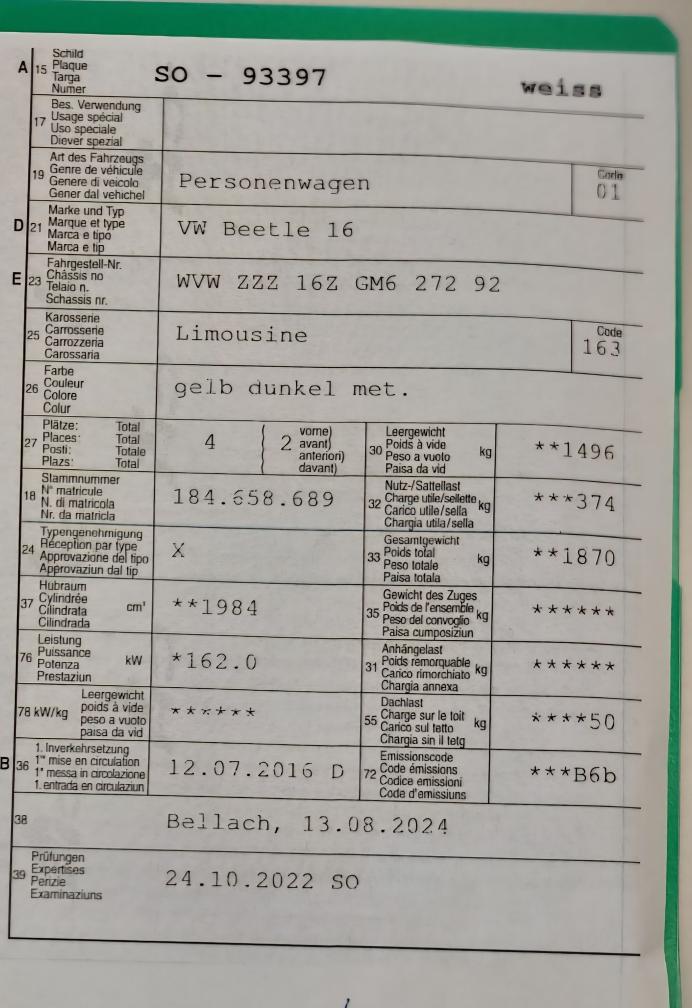 A 15 Schild
Plaque
Targa
Numer
SO - 93397 weiss
17 Bes. Verwendung
Usage spécial
Uso speciale
Diever spezial
19 Art des Fahrzeugs
Genre de véhicule
Genere di veicolo
Gener dal vehichel
Personenwagen
Code
01
D 21 Marke und Typ
Marque et type
Marca e tipo
Marca e tip
VW Beetle 16
E 23 Fahrgestell-Nr.
Châssis no
Telaio n.
Schassis nr.
WVW ZZZ 16Z GM6 272 92
25 Karosserie
Carrosserie
Carrozzeria
Carossaria
Limousine
Code
163
26 Farbe
Couleur
Colore
Colur
gelb dunkel met.
27 Plätze: Total
Places: Total
Posti: Totale
Plazs: Total
4 ( 2 vorne)
avant)
anteriori)
davant)
30 Leergewicht
Poids à vide
Peso a vuoto
Paisa da vid
kg
**1496
18 Stammnummer
N° matricule
N. di matricola
Nr. da matricla
184.658.689
32 Nutz-/Sattellast
Charge utile/sellette
Carico utile/sella
Chargia utila/sella
kg
***374
24 Typengenehmigung
Réception par type
Approvazione del tipo
Approvaziun dal tip
X
33 Gesamtgewicht
Poids total
Peso totale
Paisa totala
kg
**1870
37 Hubraum
Cylindrée
Cilindrata
Cilindrada
cm³
**1984
35 Gewicht des Zuges
Poids de l'ensemble
Peso del convoglio
Paisa cumposiziun
kg
******
76 Leistung
Puissance
Potenza
Prestaziun
kW
*162.0
31 Anhängelast
Poids remorquable
Carico rimorchiato
Chargia annexa
kg
******
78 kW/kg Leergewicht
poids à vide
peso a vuoto
paisa da vid
******
55 Dachlast
Charge sur le toit
Carico sul tetto
Chargia sin il tetg
kg
****50
B 36 1. Inverkehrsetzung
1re mise en circulation
1a messa in circolazione
1. entrada en circulaziun
12.07.2016 D
72 Emissionscode
Code émissions
Codice emissioni
Code d'emissiuns
***B6b
38 Bellach, 13.08.2024
39 Prüfungen
Expertises
Perizie
Examinaziuns
24.10.2022 SO